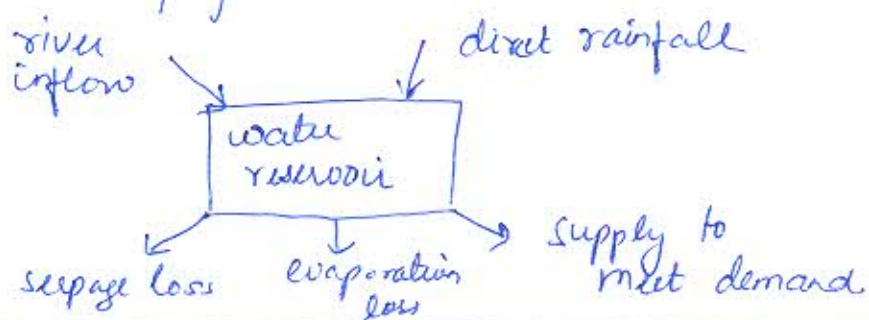 river
inflow
direct rainfall
water
reservoir
seepage loss
evaporation
loss
supply to
meet demand